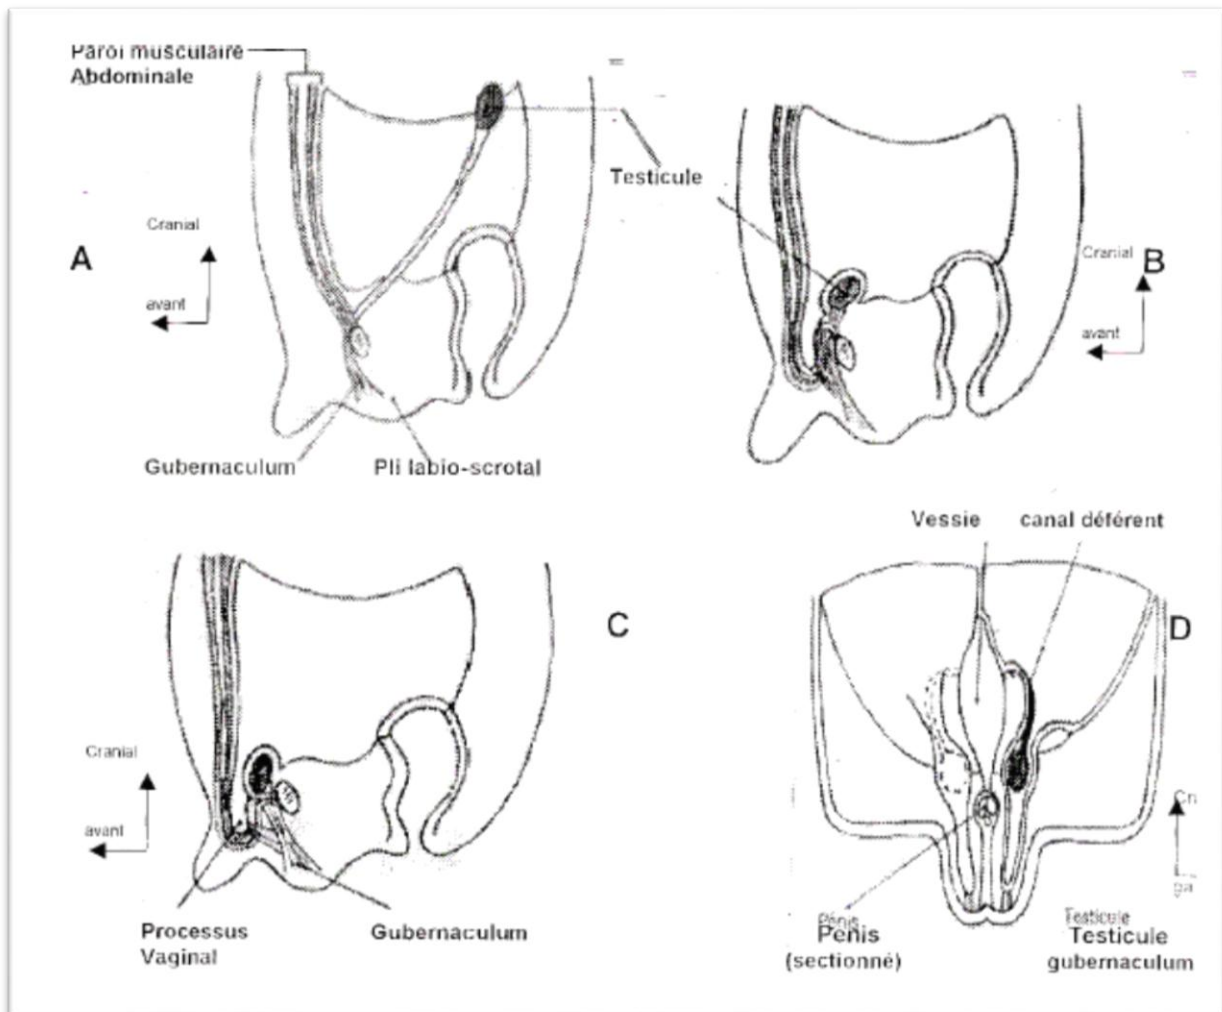 Paroi musculaire
Abdominale
Testicule
Cranial
A
avant
Cranial
B
avant
Gubernaculum
Pli labio-scrotal
Vessie
canal déférent
C
D
Cranial
avant
Processus
Vaginal
Gubernaculum
Pénis
Pénis
(sectionné)
Testicule
Testicule
gubernaculum